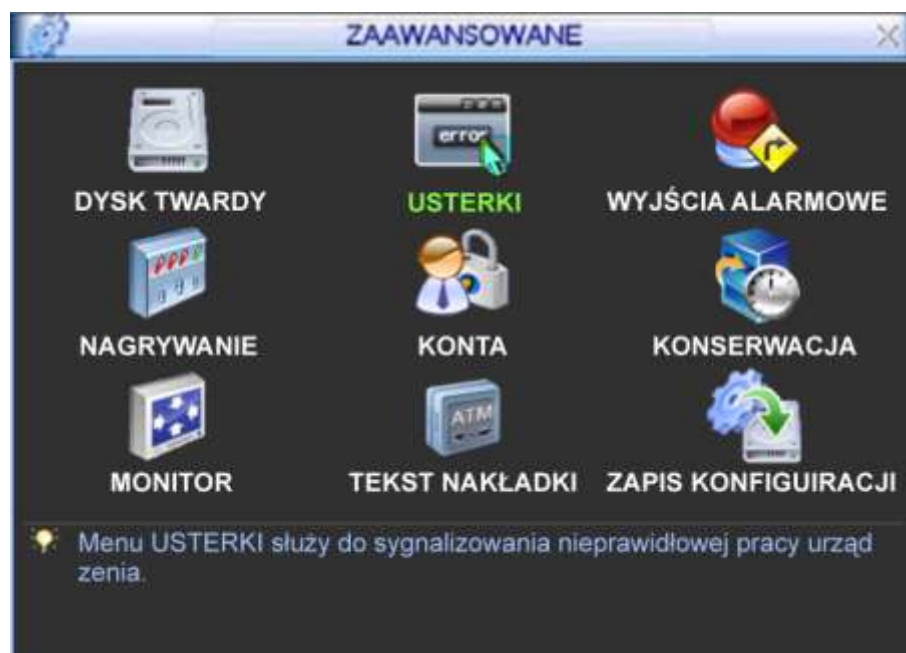 ZAAWANSOWANE
error
DYSK TWARDY
USTERKI
WYJŚCIA ALARMOWE
NAGRYWANIE
KONTA
KONSERWACJA
ATM
MONITOR
TEKST NAKŁADKI
ZAPIS KONFIGUIRACJI
Menu USTERKI służy do sygnalizowania nieprawidłowej pracy urząd
zenia.